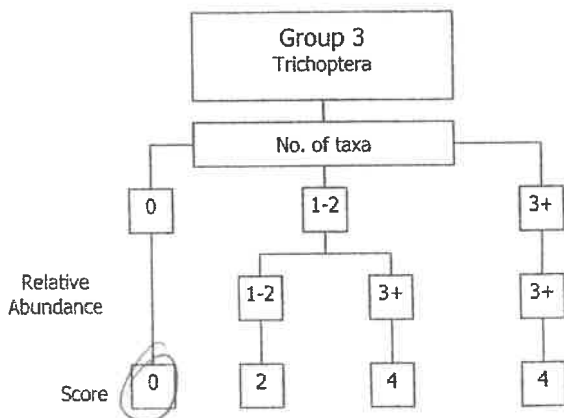 Group 3
Trichoptera
No. of taxa
0
1-2
3+
Relative
Abundance
1-2
3+
3+
Score
0
2
4
4